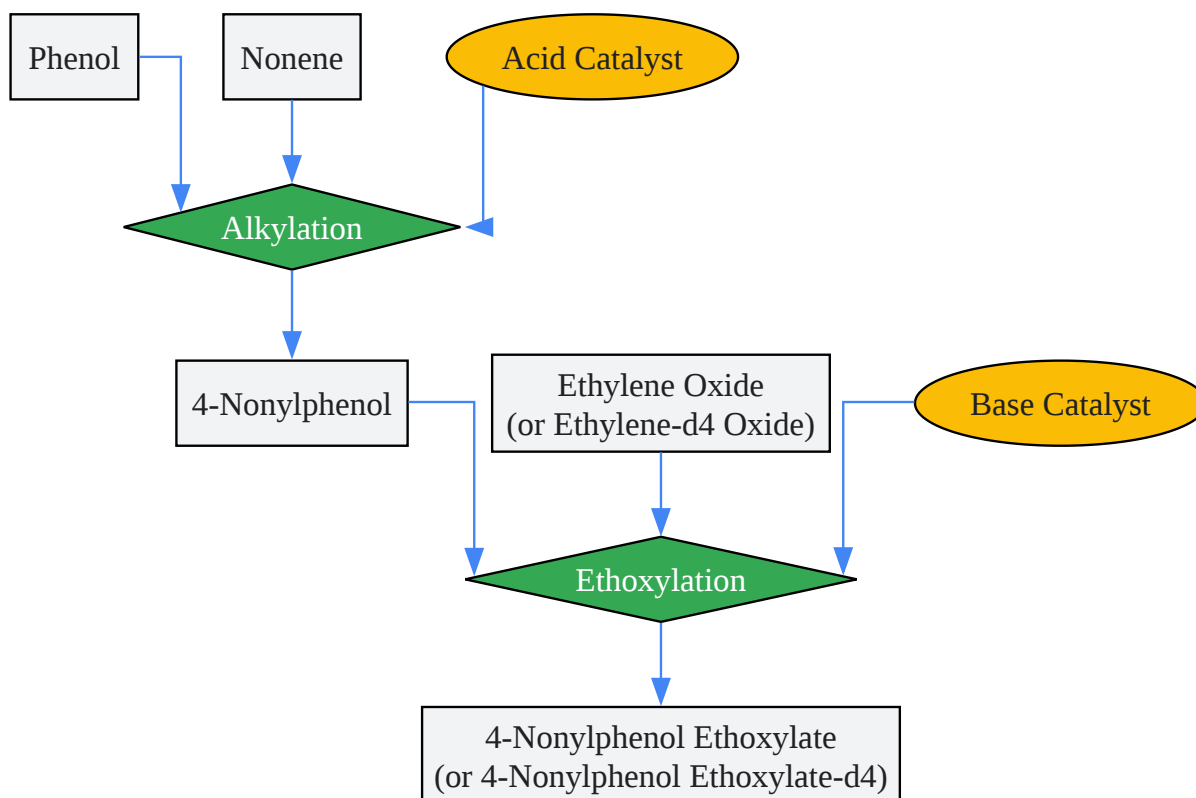 Phenol
Nonene
Acid Catalyst
Alkylation
4-Nonylphenol
Ethylene Oxide
(or Ethylene-d4 Oxide)
Base Catalyst
Ethoxylation
4-Nonylphenol Ethoxylate
(or 4-Nonylphenol Ethoxylate-d4)